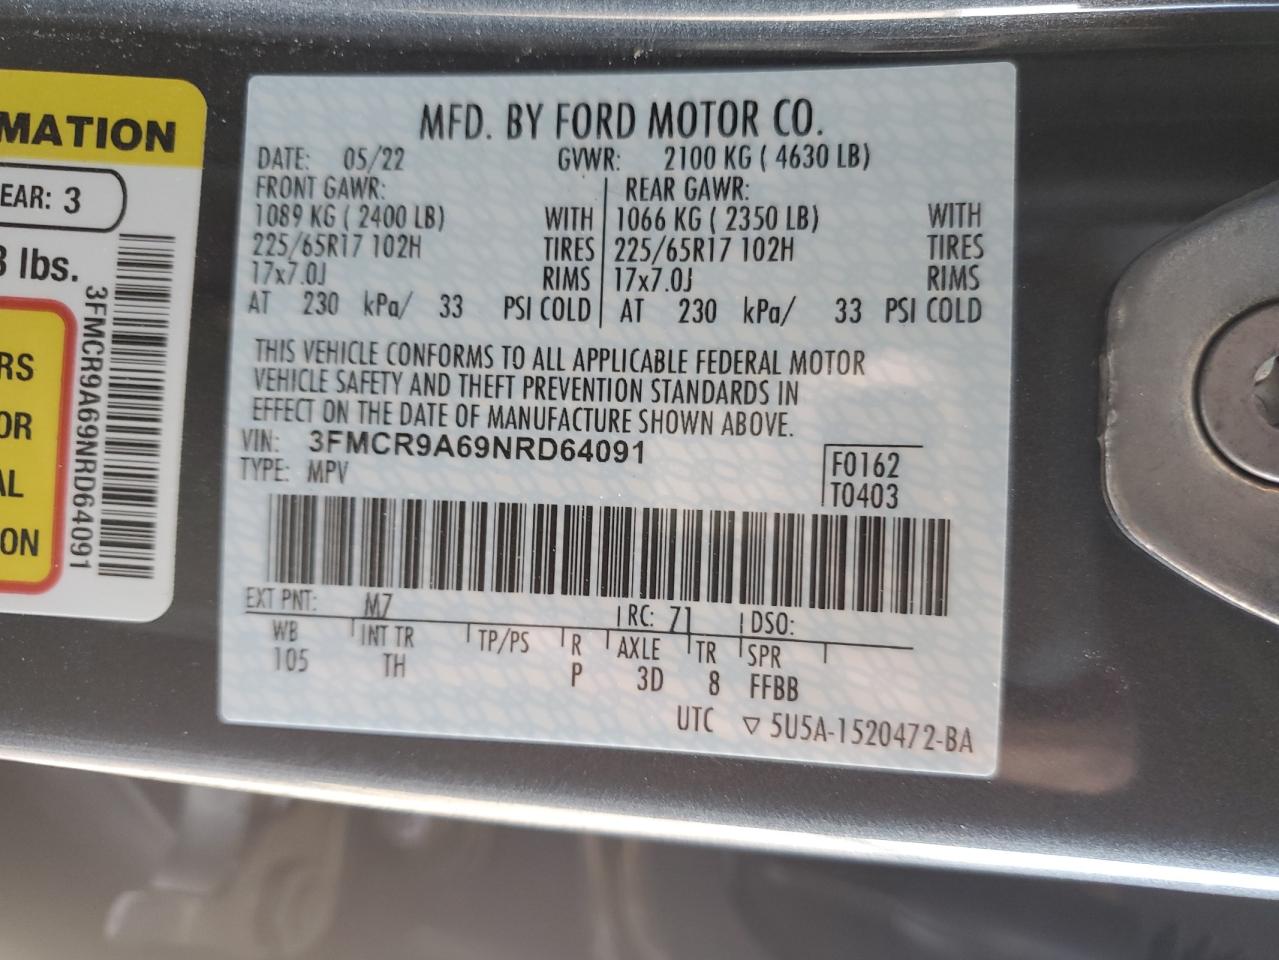 MATION
EAR: 3
3 lbs.
RS
OR
AL
ON
3FMCR9A69NRD64091
MFD. BY FORD MOTOR CO.
DATE: 05/22 GVWR: 2100 KG ( 4630 LB)
FRONT GAWR: REAR GAWR:
1089 KG ( 2400 LB) WITH 1066 KG ( 2350 LB) WITH
225/65R17 102H TIRES 225/65R17 102H TIRES
17x7.0J RIMS 17x7.0J RIMS
AT 230 kPa/ 33 PSI COLD AT 230 kPa/ 33 PSI COLD
THIS VEHICLE CONFORMS TO ALL APPLICABLE FEDERAL MOTOR
VEHICLE SAFETY AND THEFT PREVENTION STANDARDS IN
EFFECT ON THE DATE OF MANUFACTURE SHOWN ABOVE.
VIN: 3FMCR9A69NRD64091
TYPE: MPV
F0162
T0403
EXT PNT: M7 RC: 71 DSO:
WB INT TR TP/PS R AXLE TR SPR
105 TH P 3D 8 FFBB
UTC ▽ 5U5A-1520472-BA